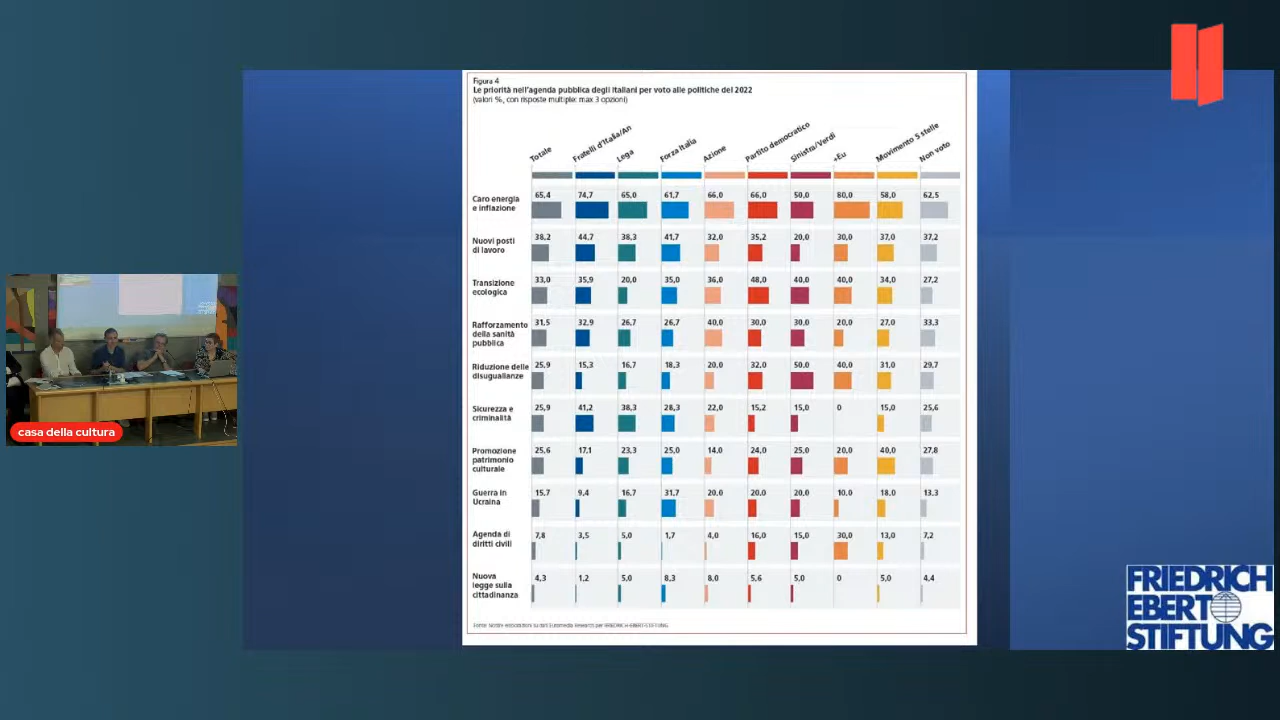 Figura 4
Le priorità nell'agenda pubblica degli italiani per voto alle politiche del 2022
(valori %, con risposte multiple: max 3 opzioni)
Totale
Fratelli d'Italia/An
Lega
Forza Italia
Azione
Partito democratico
Sinistra/Verdi
+Eu
Movimento 5 stelle
Non voto
Caro energia
e inflazione
65,4 74,7 65,0 61,7 66,0 66,0 50,0 80,0 58,0 62,5
Nuovi posti
di lavoro
38,2 44,7 38,3 41,7 32,0 35,2 20,0 30,0 37,0 37,2
Transizione
ecologica
33,0 35,9 20,0 35,0 36,0 48,0 40,0 40,0 34,0 27,2
Rafforzamento
della sanità
pubblica
31,5 32,9 26,7 26,7 40,0 30,0 30,0 20,0 27,0 33,3
Riduzione delle
disuguaglianze
25,9 15,3 16,7 18,3 20,0 32,0 50,0 40,0 31,0 29,7
Sicurezza e
criminalità
25,9 41,2 38,3 28,3 22,0 15,2 15,0 0 15,0 25,6
Promozione
patrimonio
culturale
25,6 17,1 23,3 25,0 14,0 24,0 25,0 20,0 40,0 27,8
Guerra in
Ucraina
15,7 9,4 16,7 31,7 20,0 20,0 20,0 10,0 18,0 13,3
Agenda di
diritti civili
7,8 3,5 5,0 1,7 4,0 16,0 15,0 30,0 13,0 7,2
Nuova
legge sulla
cittadinanza
4,3 1,2 5,0 8,3 8,0 5,6 5,0 0 5,0 4,4
Fonte: Nostre elaborazioni su dati Euromedia Research per FRIEDRICH-EBERT-STIFTUNG
casa della cultura
FRIEDRICH
EBERT
STIFTUNG